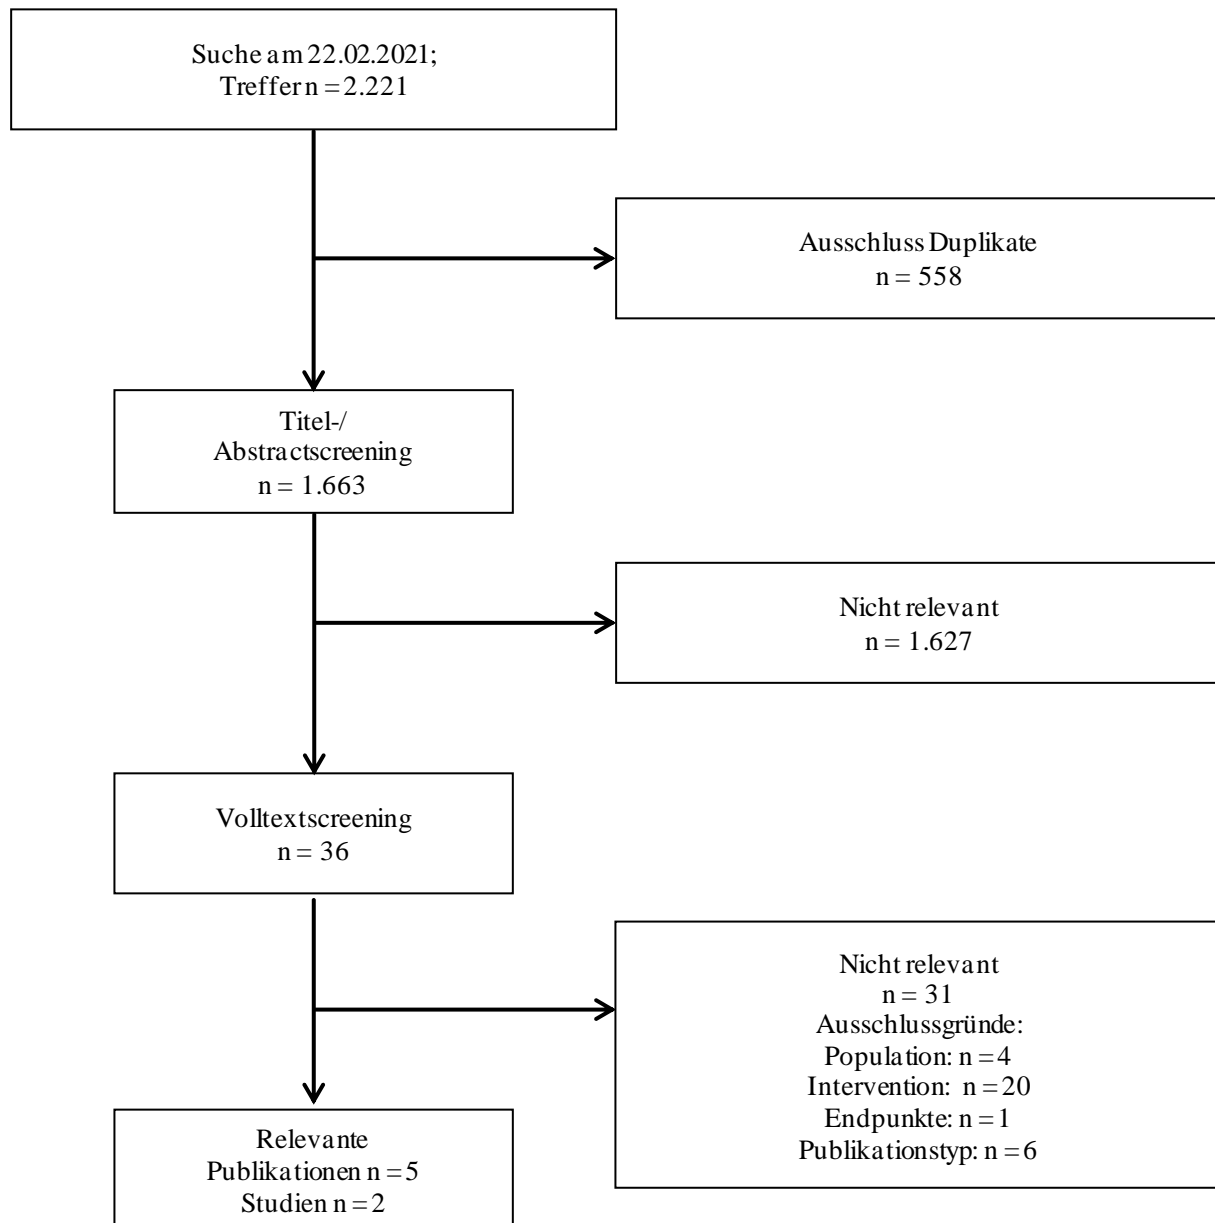 Suche am 22.02.2021;
Treffer n = 2.221
Ausschluss Duplikate
n = 558
Titel-/
Abstractscreening
n = 1.663
Nicht relevant
n = 1.627
Volltextscreening
n = 36
Nicht relevant
n = 31
Ausschlussgründe:
Population: n = 4
Intervention: n = 20
Endpunkte: n = 1
Publikationstyp: n = 6
Relevante
Publikationen n = 5
Studien n = 2